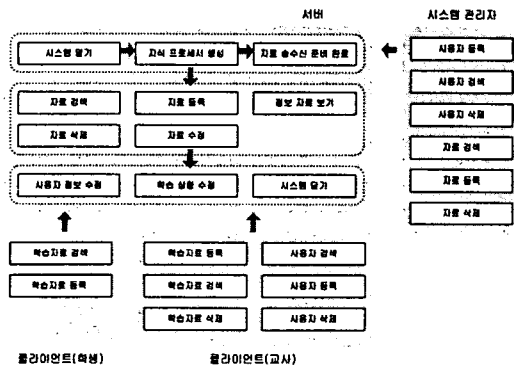 서버 시스템 관리자
시스템 열기 자식 프로세서 생성 자료 송수신 준비 완료
자료 검색 자료 등록 정보 자료 보기
자료 삭제 자료 수정
사용자 정보 수정 학습 상황 수정 시스템 닫기
사용자 등록
사용자 검색
사용자 삭제
자료 검색
자료 등록
자료 삭제
학습자료 검색
학습자료 등록
학습자료 등록 사용자 검색
학습자료 검색 사용자 등록
학습자료 삭제 사용자 삭제
클라이언트(학생) 클라이언트(교사)